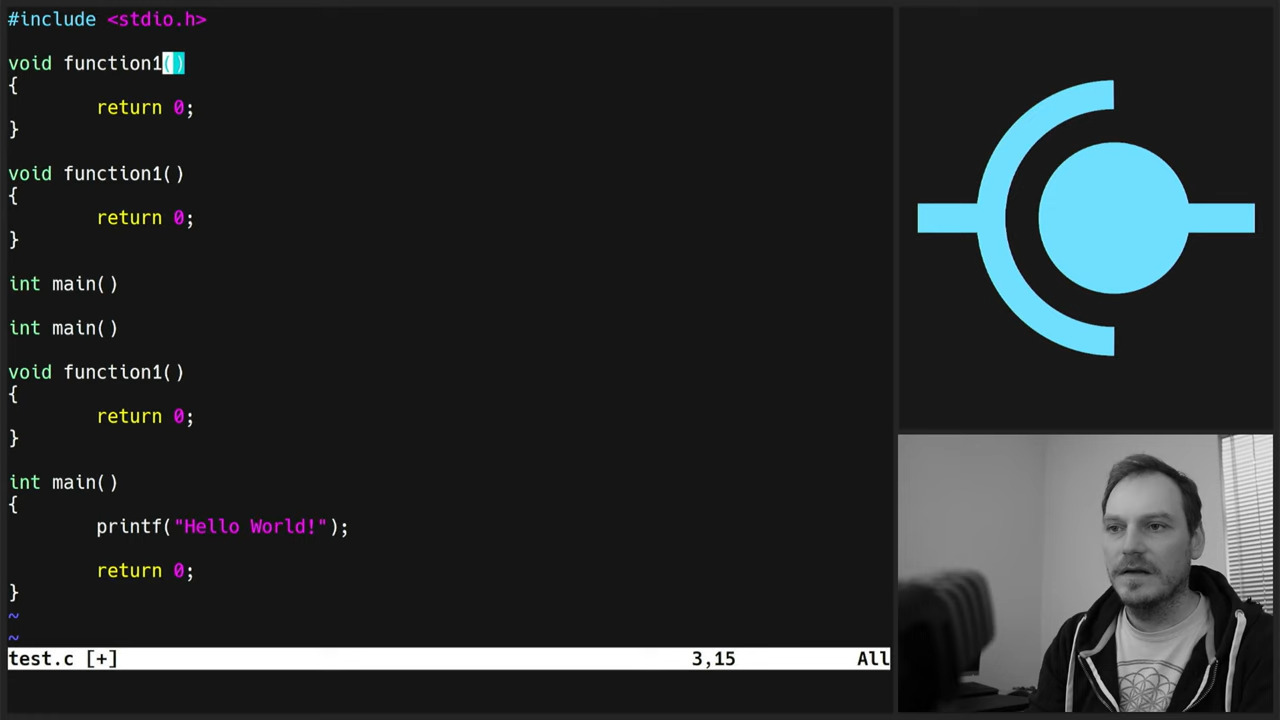 #include <stdio.h>
void function1()
{
return 0;
}
void function1()
{
return 0;
}
int main()
int main()
void function1()
{
return 0;
}
int main()
{
printf("Hello World!");
return 0;
}
~
~
test.c [+] 3,15 All